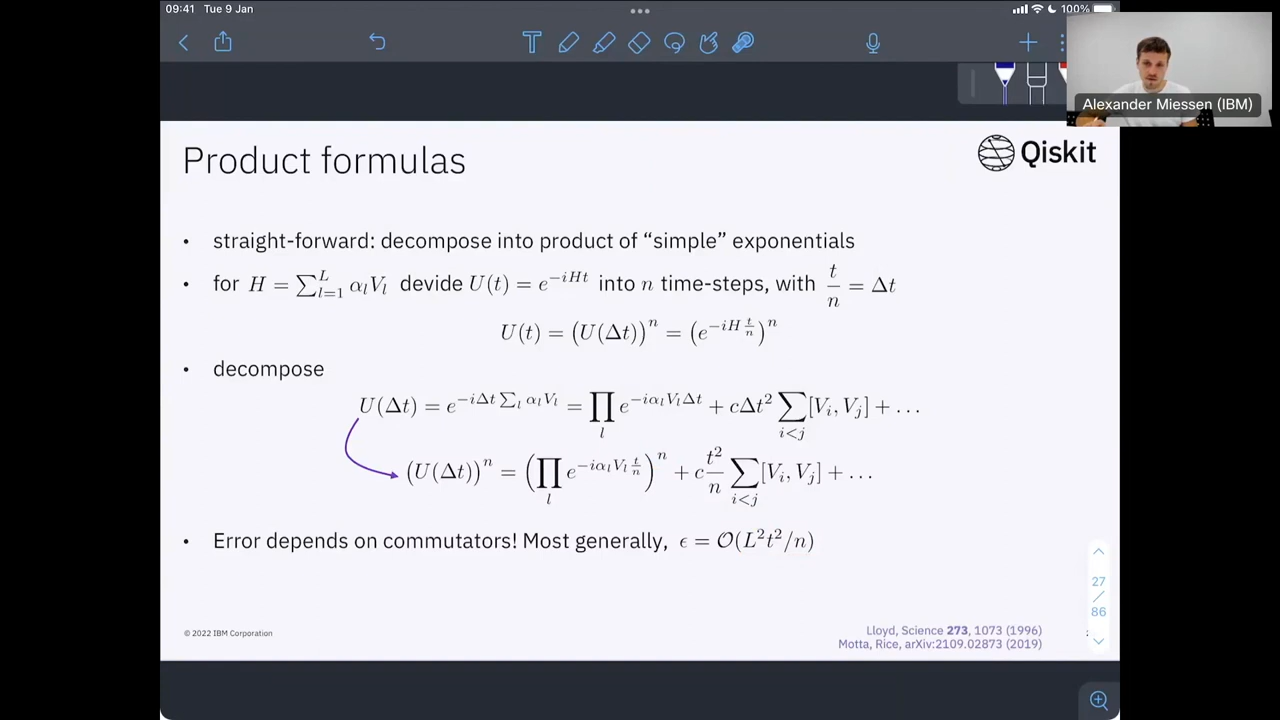 09:41 Tue 9 Jan
100%
Alexander Miessen (IBM)
Product formulas
Qiskit
• straight-forward: decompose into product of “simple” exponentials
• for H = ∑_{l=1}^{L} α_l V_l devide U(t) = e^{-iHt} into n time-steps, with t/n = Δt
U(t) = (U(Δt))^n = (e^{-iH t/n})^n
• decompose
U(Δt) = e^{-iΔt ∑_l α_l V_l} = ∏_l e^{-iα_l V_l Δt} + cΔt² ∑_{i<j} [V_i, V_j] + …
(U(Δt))^n = (∏_l e^{-iα_l V_l t/n})^n + c t²/n ∑_{i<j} [V_i, V_j] + …
• Error depends on commutators! Most generally, ϵ = 𝒪(L²t²/n)
27
/
86
© 2022 IBM Corporation
Lloyd, Science 273, 1073 (1996)
Motta, Rice, arXiv:2109.02873 (2019)